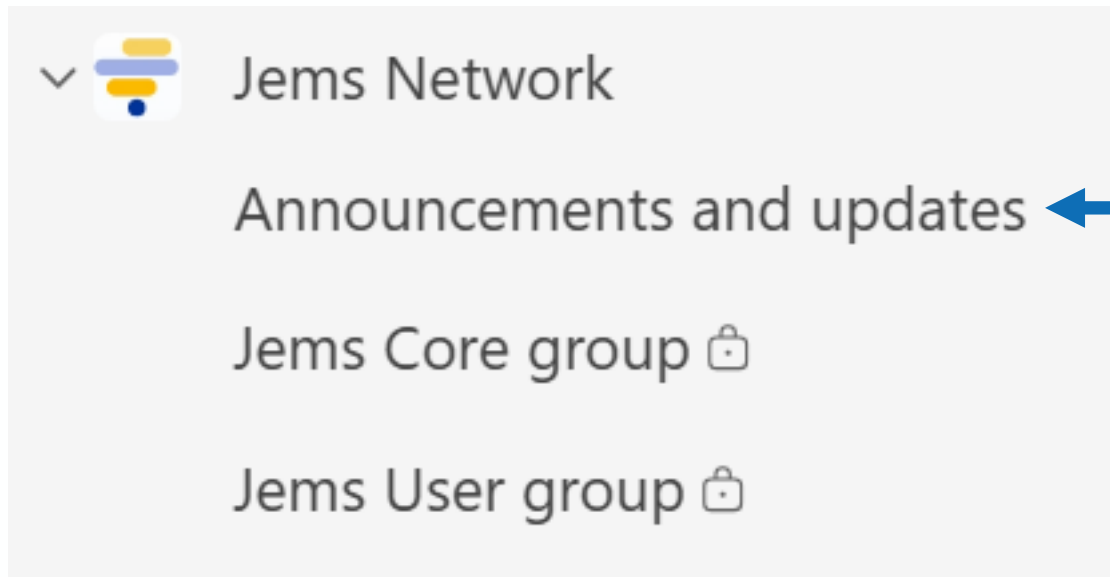 Jems Network
Announcements and updates
Jems Core group
Jems User group